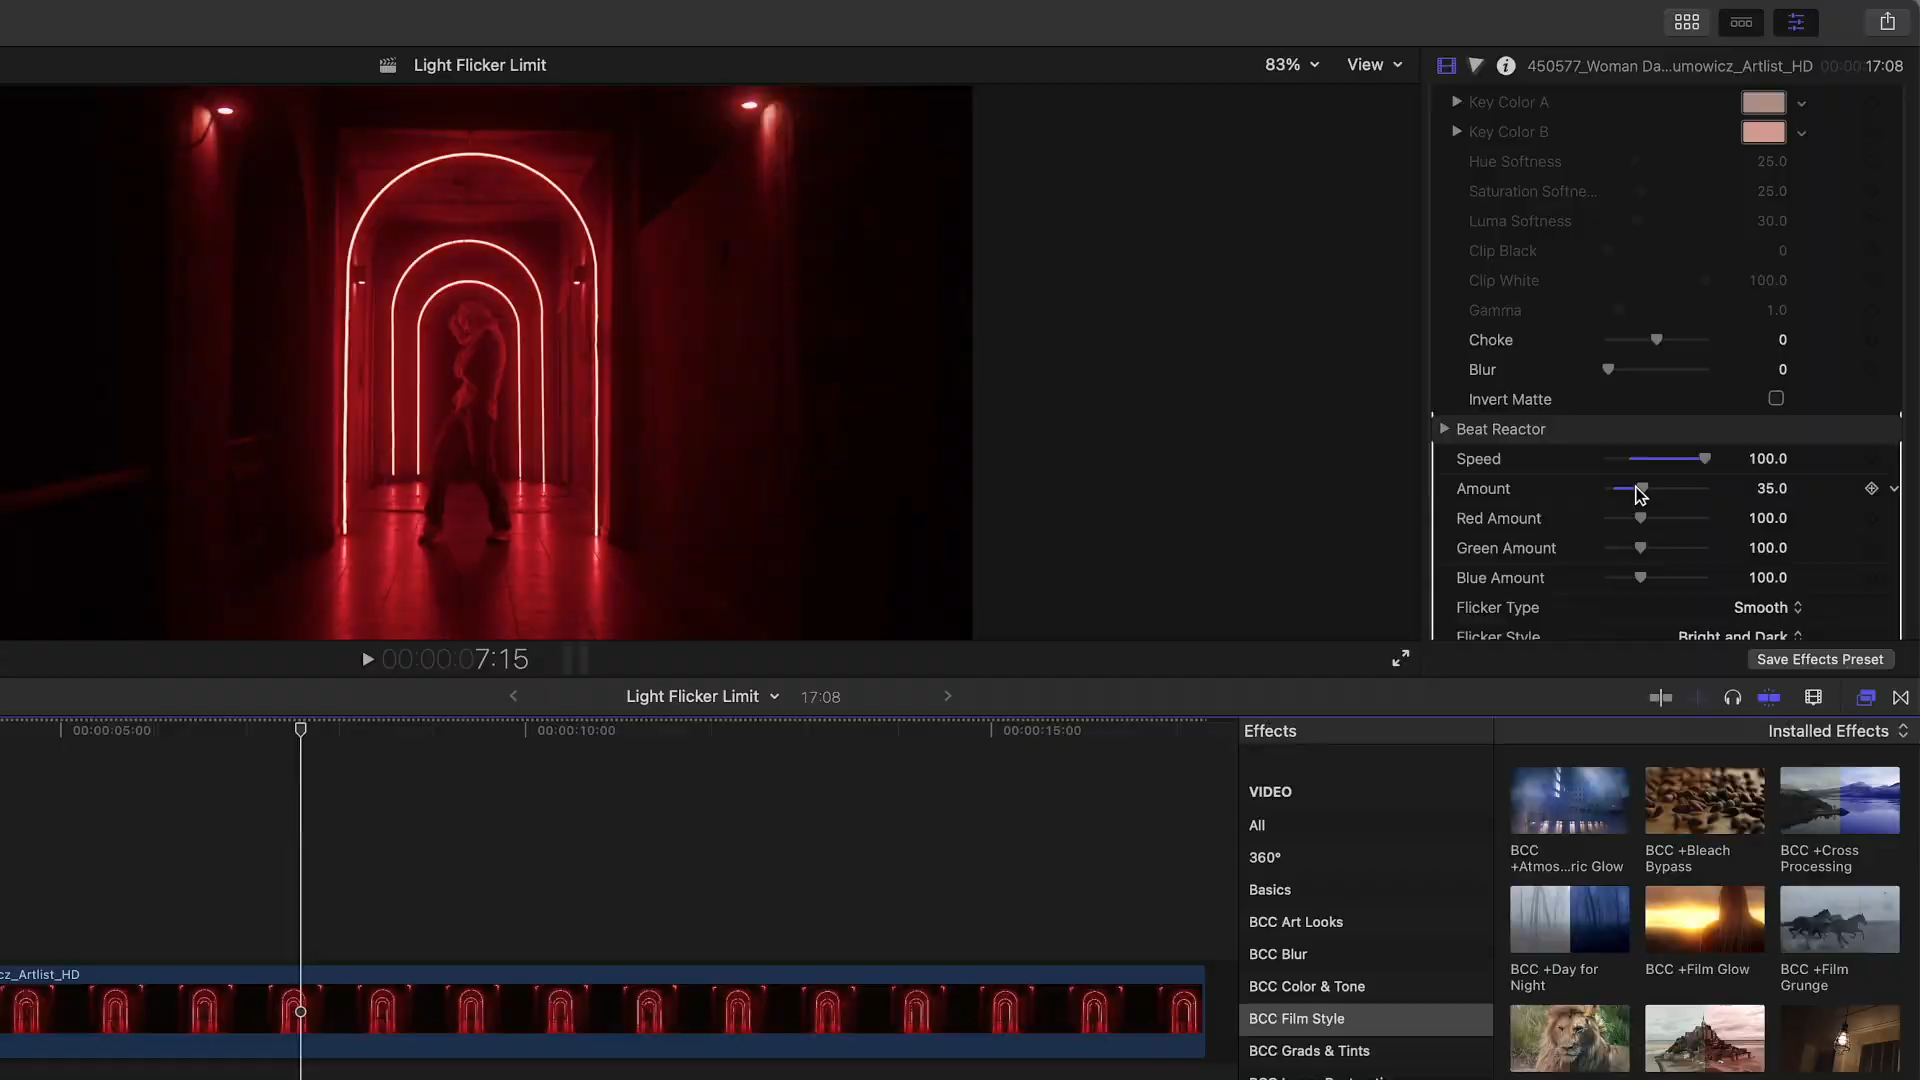 Light Flicker Limit
83%
View
450577_Woman Da...umowicz_Artlist_HD
00:00:17:08
Key Color A
Key Color B
Hue Softness 25.0
Saturation Softne... 25.0
Luma Softness 30.0
Clip Black 0
Clip White 100.0
Gamma 1.0
Choke 0
Blur 0
Invert Matte
Beat Reactor
Speed 100.0
Amount 35.0
Red Amount 100.0
Green Amount 100.0
Blue Amount 100.0
Flicker Type Smooth
Flicker Style Bright and Dark
00:00:07:15
Save Effects Preset
Light Flicker Limit 17:08
00:00:05:00
00:00:10:00
00:00:15:00
cz_Artlist_HD
Effects
Installed Effects
VIDEO
All
360°
Basics
BCC Art Looks
BCC Blur
BCC Color & Tone
BCC Film Style
BCC Grads & Tints
BCC +Atmos...ric Glow
BCC +Bleach Bypass
BCC +Cross Processing
BCC +Day for Night
BCC +Film Glow
BCC +Film Grunge